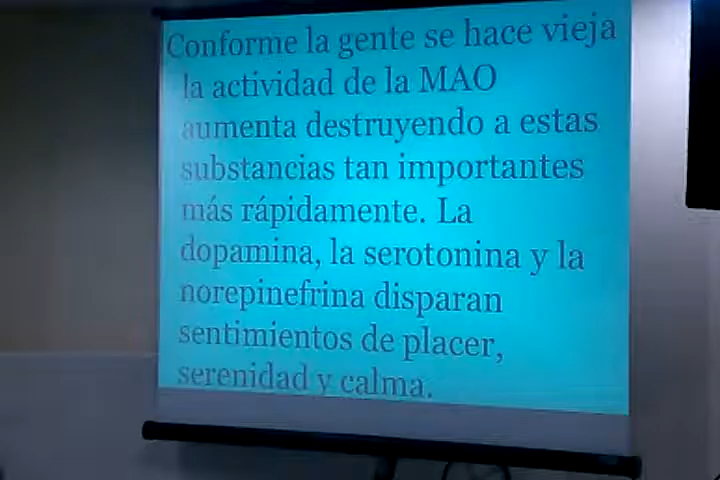 Conforme la gente se hace vieja
la actividad de la MAO
aumenta destruyendo a estas
substancias tan importantes
más rápidamente. La
dopamina, la serotonina y la
norepinefrina disparan
sentimientos de placer,
serenidad y calma.